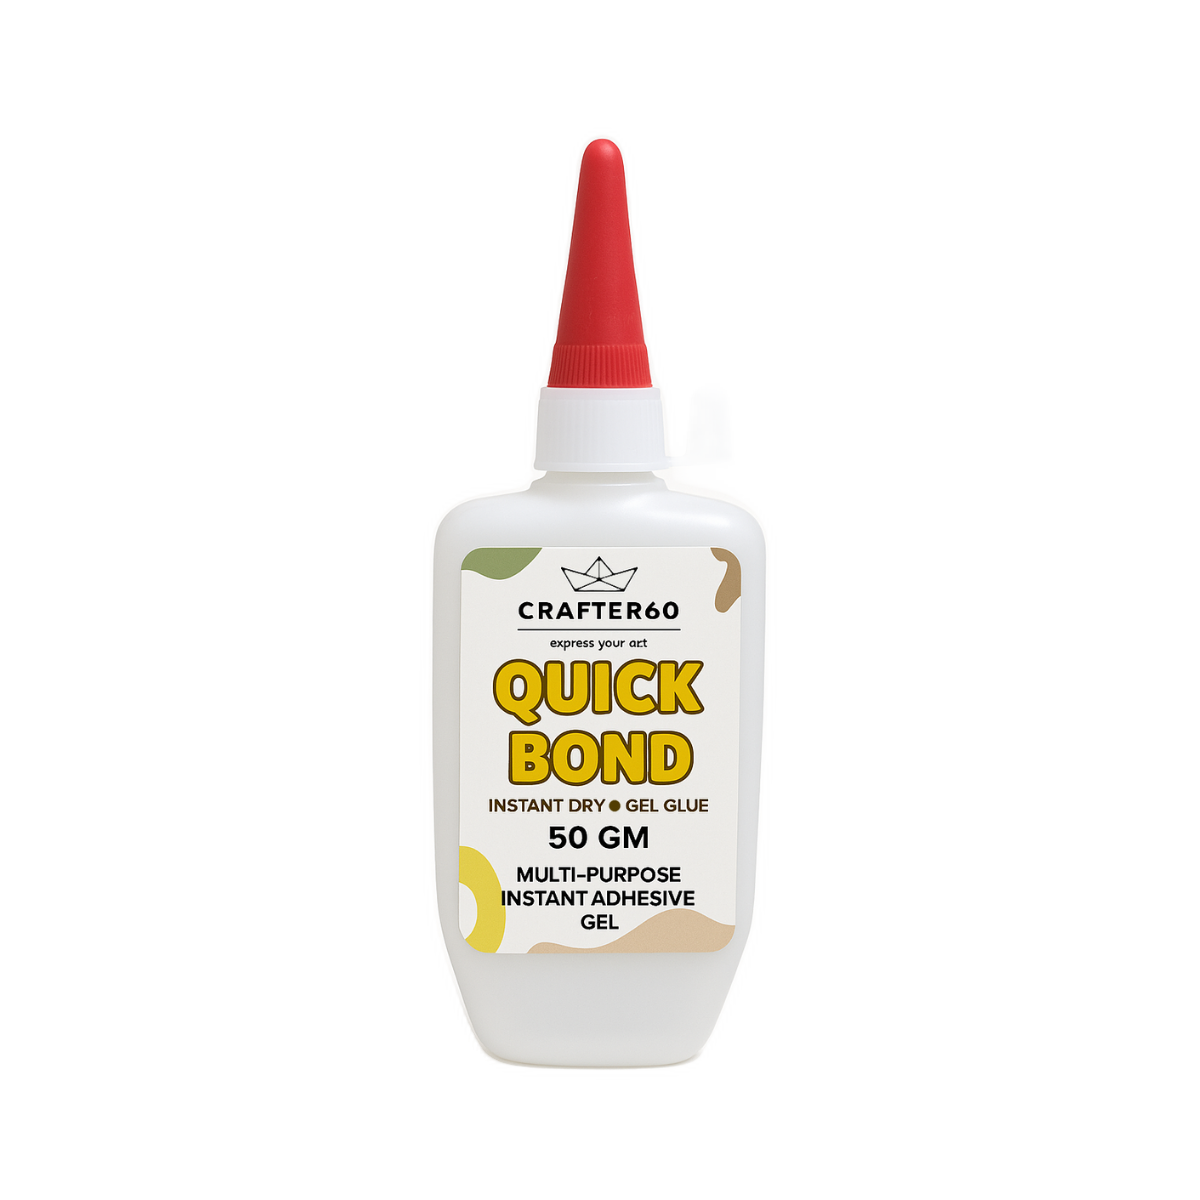 CRAFTER60
express your art
QUICK
BOND
INSTANT DRY ● GEL GLUE
50 GM
MULTI-PURPOSE
INSTANT ADHESIVE
GEL